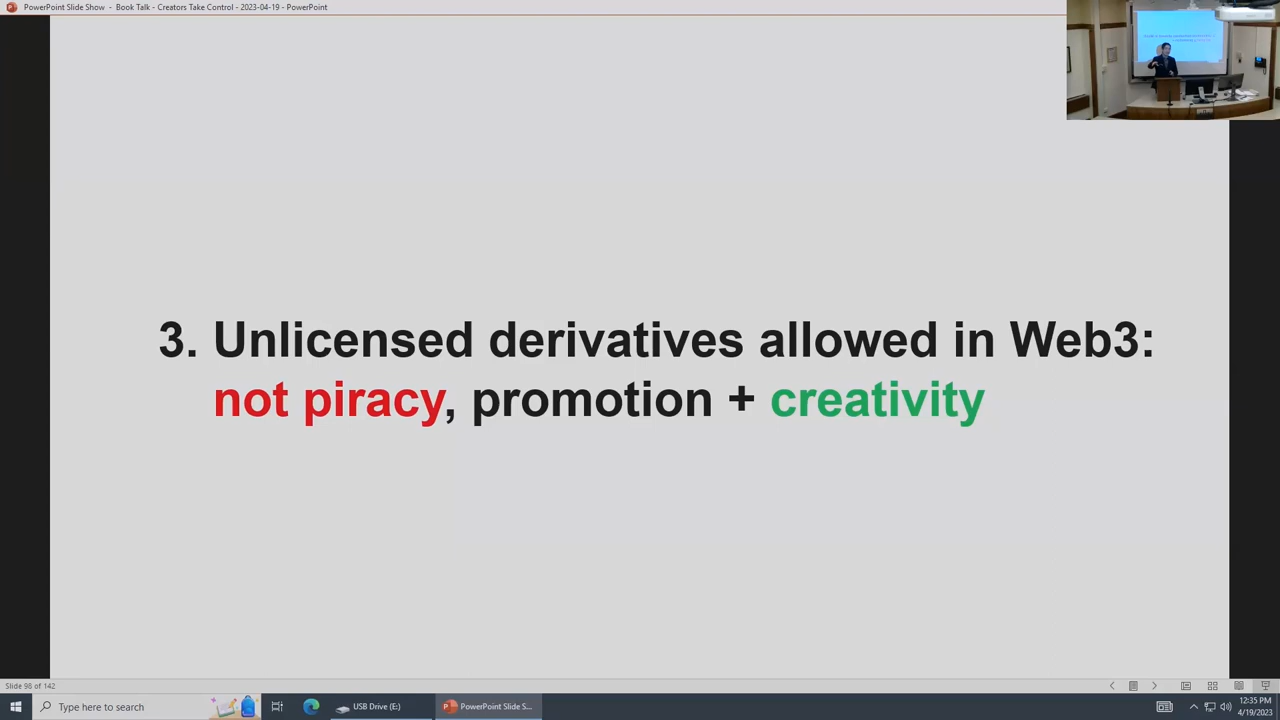 PowerPoint Slide Show - Book Talk - Creators Take Control - 2023-04-19 - PowerPoint
3. Unlicensed derivatives allowed in Web3:
not piracy, promotion + creativity
Slide 98 of 142
Type here to search
USB Drive (E:)
PowerPoint Slide S...
12:35 PM
4/19/2023